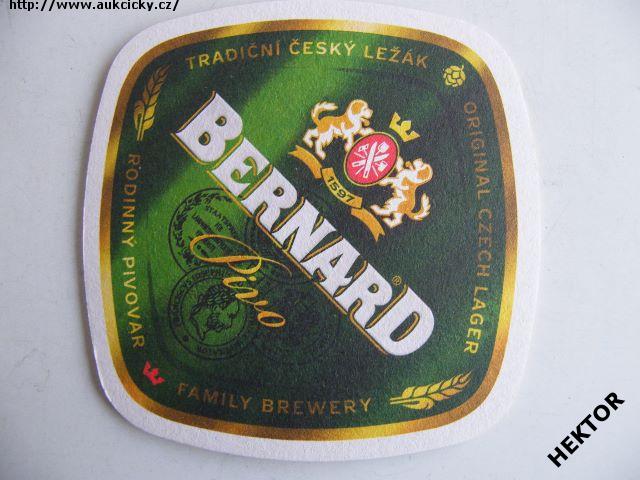 http://www.aukcicky.cz/
TRADIČNÍ ČESKÝ LEŽÁK
ORIGINAL CZECH LAGER
1597
BERNARD®
Pivo
RODINNÝ PIVOVAR
FAMILY BREWERY
HEKTOR